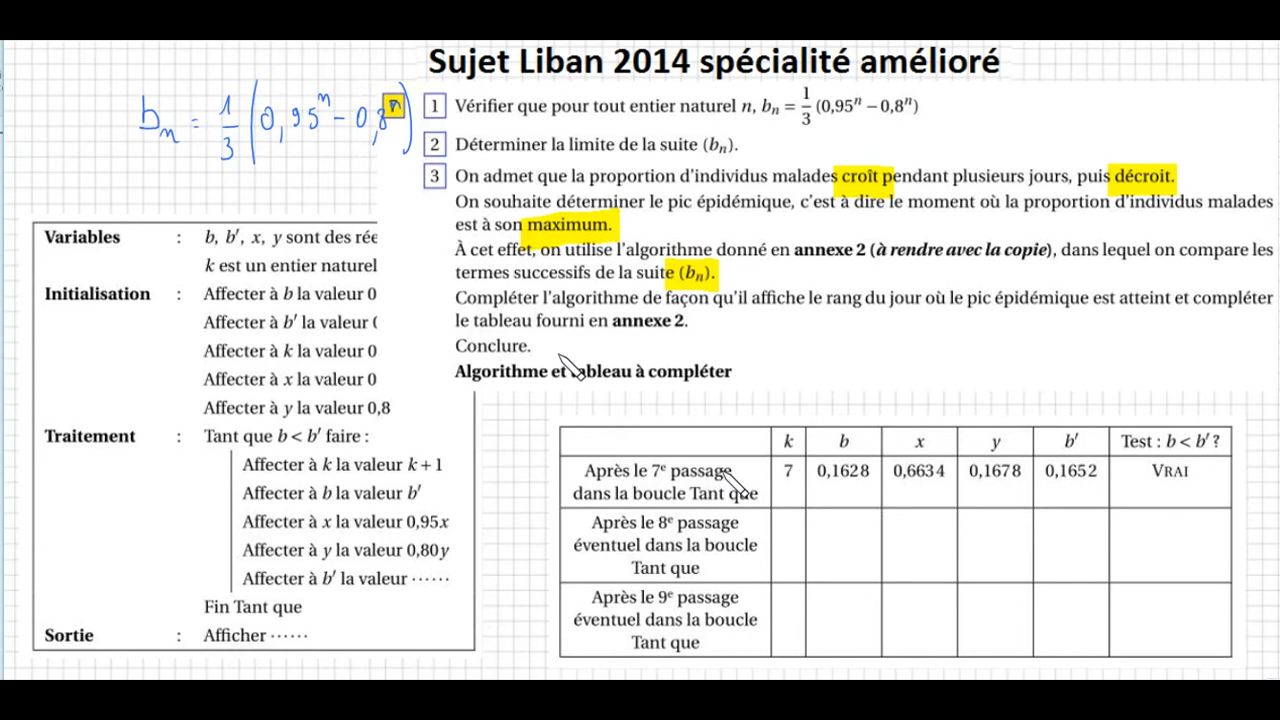 Sujet Liban 2014 spécialité amélioré
b_n = 1/3 (0,95^n − 0,8^n)
1 Vérifier que pour tout entier naturel n, b_n = 1/3 (0,95^n − 0,8^n)
2 Déterminer la limite de la suite (b_n).
3 On admet que la proportion d'individus malades croît pendant plusieurs jours, puis décroit.
On souhaite déterminer le pic épidémique, c'est à dire le moment où la proportion d'individus malades
est à son maximum.
À cet effet, on utilise l'algorithme donné en annexe 2 (à rendre avec la copie), dans lequel on compare les
termes successifs de la suite (b_n).
Compléter l'algorithme de façon qu'il affiche le rang du jour où le pic épidémique est atteint et compléter
le tableau fourni en annexe 2.
Conclure.
Algorithme et tableau à compléter
Variables : b, b′, x, y sont des rée
k est un entier naturel
Initialisation : Affecter à b la valeur 0
Affecter à b′ la valeur
Affecter à k la valeur 0
Affecter à x la valeur 0
Affecter à y la valeur 0,8
Traitement : Tant que b < b′ faire :
Affecter à k la valeur k + 1
Affecter à b la valeur b′
Affecter à x la valeur 0,95x
Affecter à y la valeur 0,80y
Affecter à b′ la valeur ······
Fin Tant que
Sortie : Afficher ······
k b x y b′ Test : b < b′ ?
Après le 7e passage
dans la boucle Tant que
7 0,1628 0,6634 0,1678 0,1652 VRAI
Après le 8e passage
éventuel dans la boucle
Tant que
Après le 9e passage
éventuel dans la boucle
Tant que